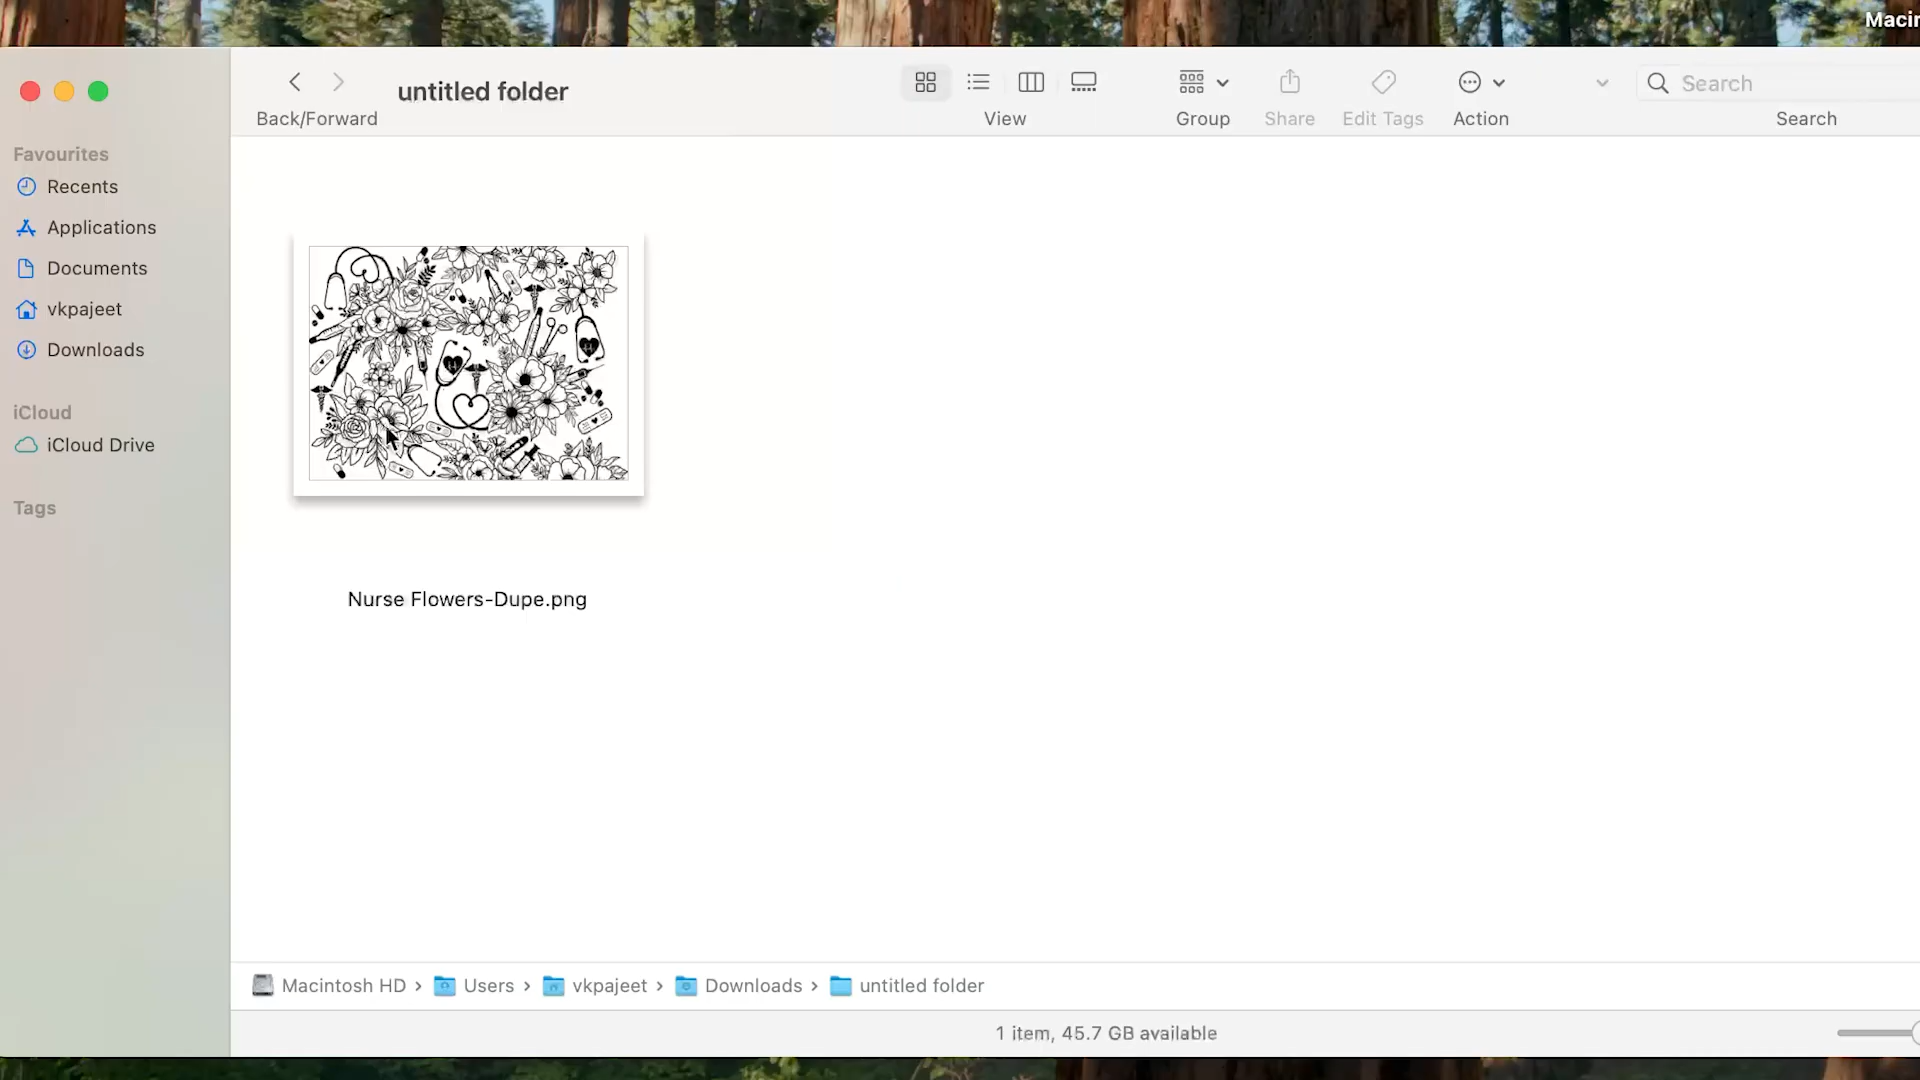 Macin
untitled folder
Search
Back/Forward
View
Group
Share
Edit Tags
Action
Search
Favourites
Recents
Applications
Documents
vkpajeet
Downloads
iCloud
iCloud Drive
Tags
Nurse Flowers-Dupe.png
Macintosh HD › Users › vkpajeet › Downloads › untitled folder
1 item, 45.7 GB available